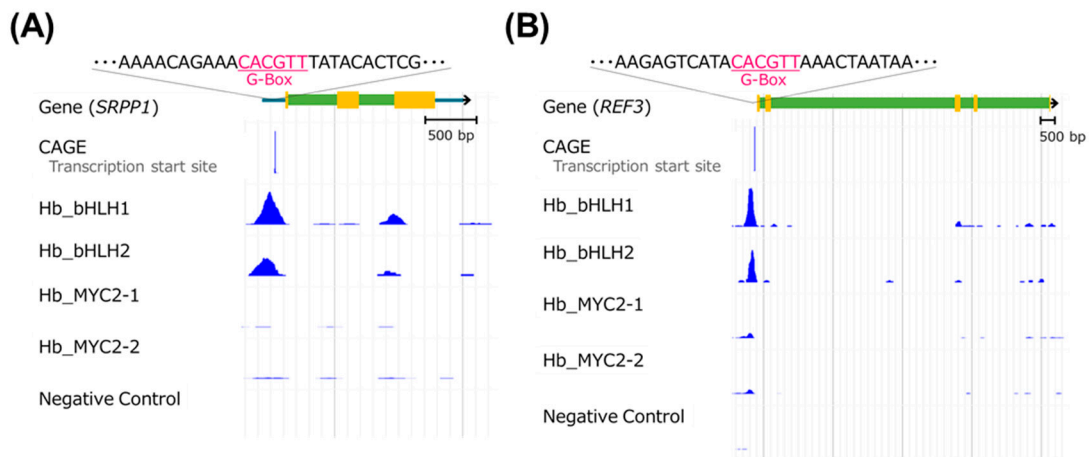 (A)
···AAAACAGAAACACGTTTATACACTCG···
G-Box
Gene (SRPP1)
500 bp
CAGE
Transcription start site
Hb_bHLH1
Hb_bHLH2
Hb_MYC2-1
Hb_MYC2-2
Negative Control
(B)
···AAGAGTCATACACGTTAAACTAATAA···
G-Box
Gene (REF3)
500 bp
CAGE
Transcription start site
Hb_bHLH1
Hb_bHLH2
Hb_MYC2-1
Hb_MYC2-2
Negative Control